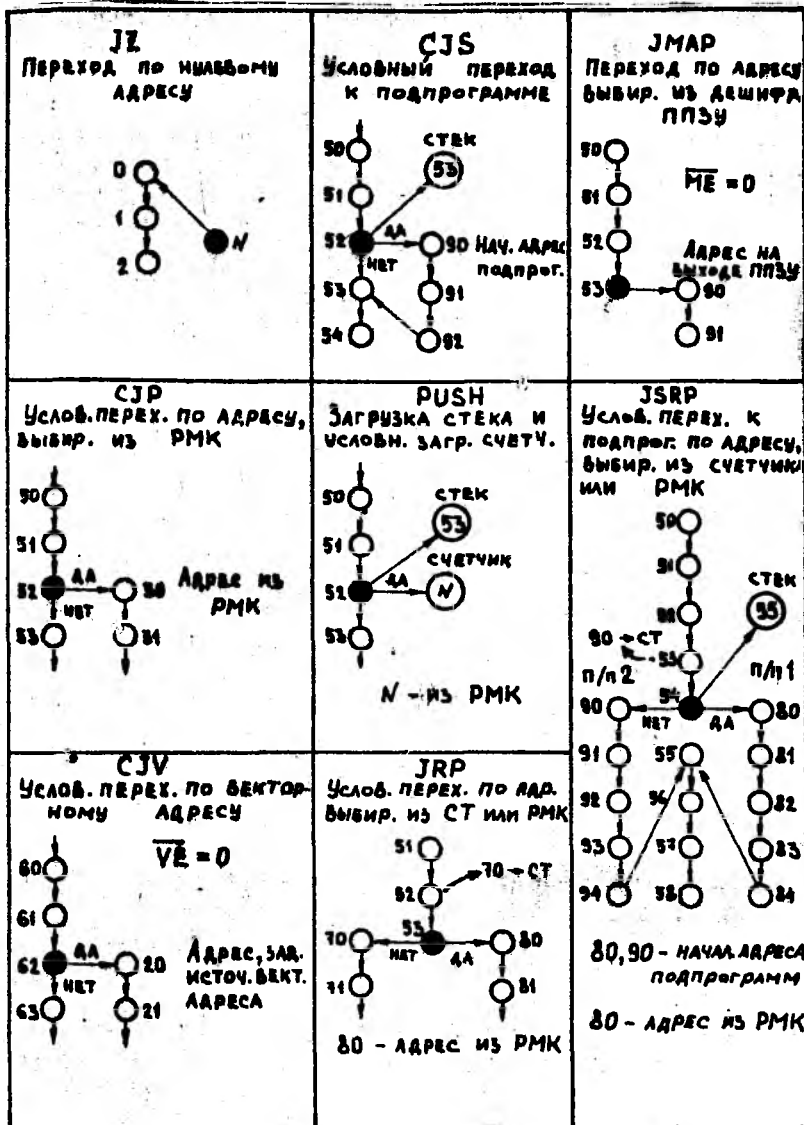 JZ
ПЕРЕХОД ПО НУЛЕВОМУ
АДРЕСУ
0
1
2
N
CJS
УСЛОВНЫЙ ПЕРЕХОД
К ПОДПРОГРАММЕ
50
СТЕК
53
51
52
ДА
90
НАЧ. АДРЕС
ПОДПРОГ.
НЕТ
53
91
54
92
JMAP
ПЕРЕХОД ПО АДРЕСУ
ВЫБИР. ИЗ ДЕШИФР
ППЗУ
50
51
ME = 0
52
АДРЕС НА
ВЫХОДЕ ППЗУ
53
90
91
CJP
УСЛОВ. ПЕРЕХ. ПО АДРЕСУ,
ВЫБИР. ИЗ РМК
50
51
52
ДА
АДРЕС ИЗ
РМК
НЕТ
53
PUSH
ЗАГРУЗКА СТЕКА И
УСЛОВН. ЗАГР. СЧЕТЧ.
50
СТЕК
53
51
СЧЕТЧИК
52
ДА
N
53
N - ИЗ РМК
JSRP
УСЛОВ. ПЕРЕХ. К
ПОДПРОГ. ПО АДРЕСУ,
ВЫБИР. ИЗ СЧЕТЧИКА
ИЛИ РМК
50
СТЕК
55
90 → СТ
53
П/П 2
54
П/П 1
90
НЕТ
ДА
80
91
55
81
92
56
82
93
57
83
94
58
84
80, 90 - НАЧАЛ. АДРЕСА
ПОДПРОГРАММ
80 - АДРЕС ИЗ РМК
CJV
УСЛОВ. ПЕРЕХ. ПО ВЕКТОР-
НОМУ АДРЕСУ
VE = 0
60
61
62
ДА
20
АДРЕС, ЗАД.
ИСТОЧ. ВЕКТ.
АДРЕСА
НЕТ
63
21
JRP
УСЛОВ. ПЕРЕХ. ПО АДР.
ВЫБИР. ИЗ СТ ИЛИ РМК
51
52
70 → СТ
53
70
НЕТ
ДА
80
71
81
80 - АДРЕС ИЗ РМК